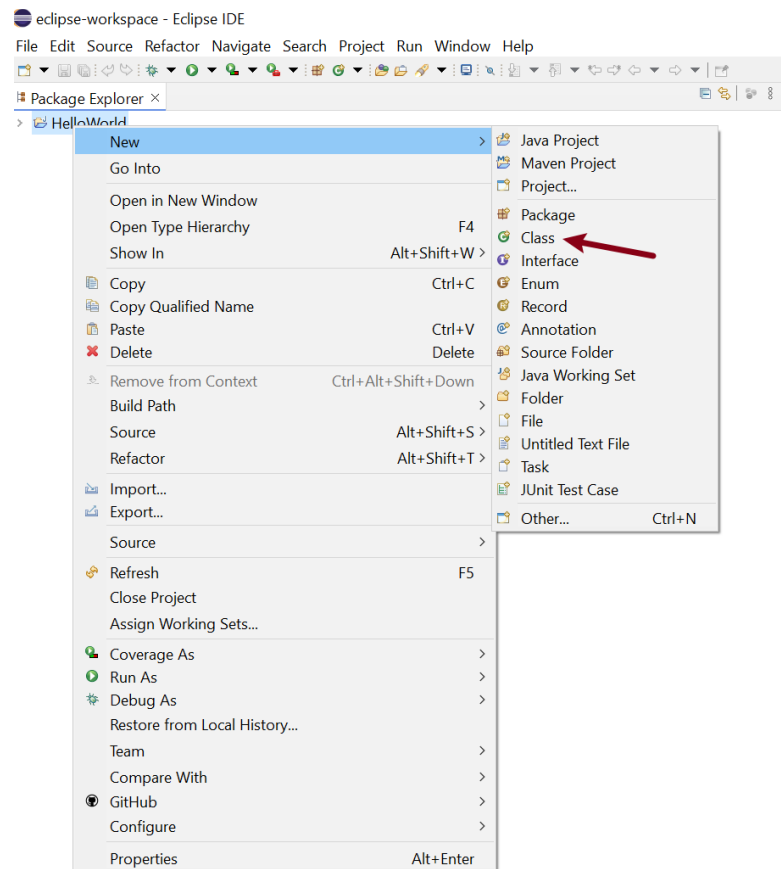 eclipse-workspace - Eclipse IDE
File Edit Source Refactor Navigate Search Project Run Window Help
Package Explorer
HelloWorld
New
Go Into
Open in New Window
Open Type Hierarchy F4
Show In Alt+Shift+W
Copy Ctrl+C
Copy Qualified Name
Paste Ctrl+V
Delete Delete
Remove from Context Ctrl+Alt+Shift+Down
Build Path
Source Alt+Shift+S
Refactor Alt+Shift+T
Import...
Export...
Source
Refresh F5
Close Project
Assign Working Sets...
Coverage As
Run As
Debug As
Restore from Local History...
Team
Compare With
GitHub
Configure
Properties Alt+Enter
Java Project
Maven Project
Project...
Package
Class
Interface
Enum
Record
Annotation
Source Folder
Java Working Set
Folder
File
Untitled Text File
Task
JUnit Test Case
Other... Ctrl+N